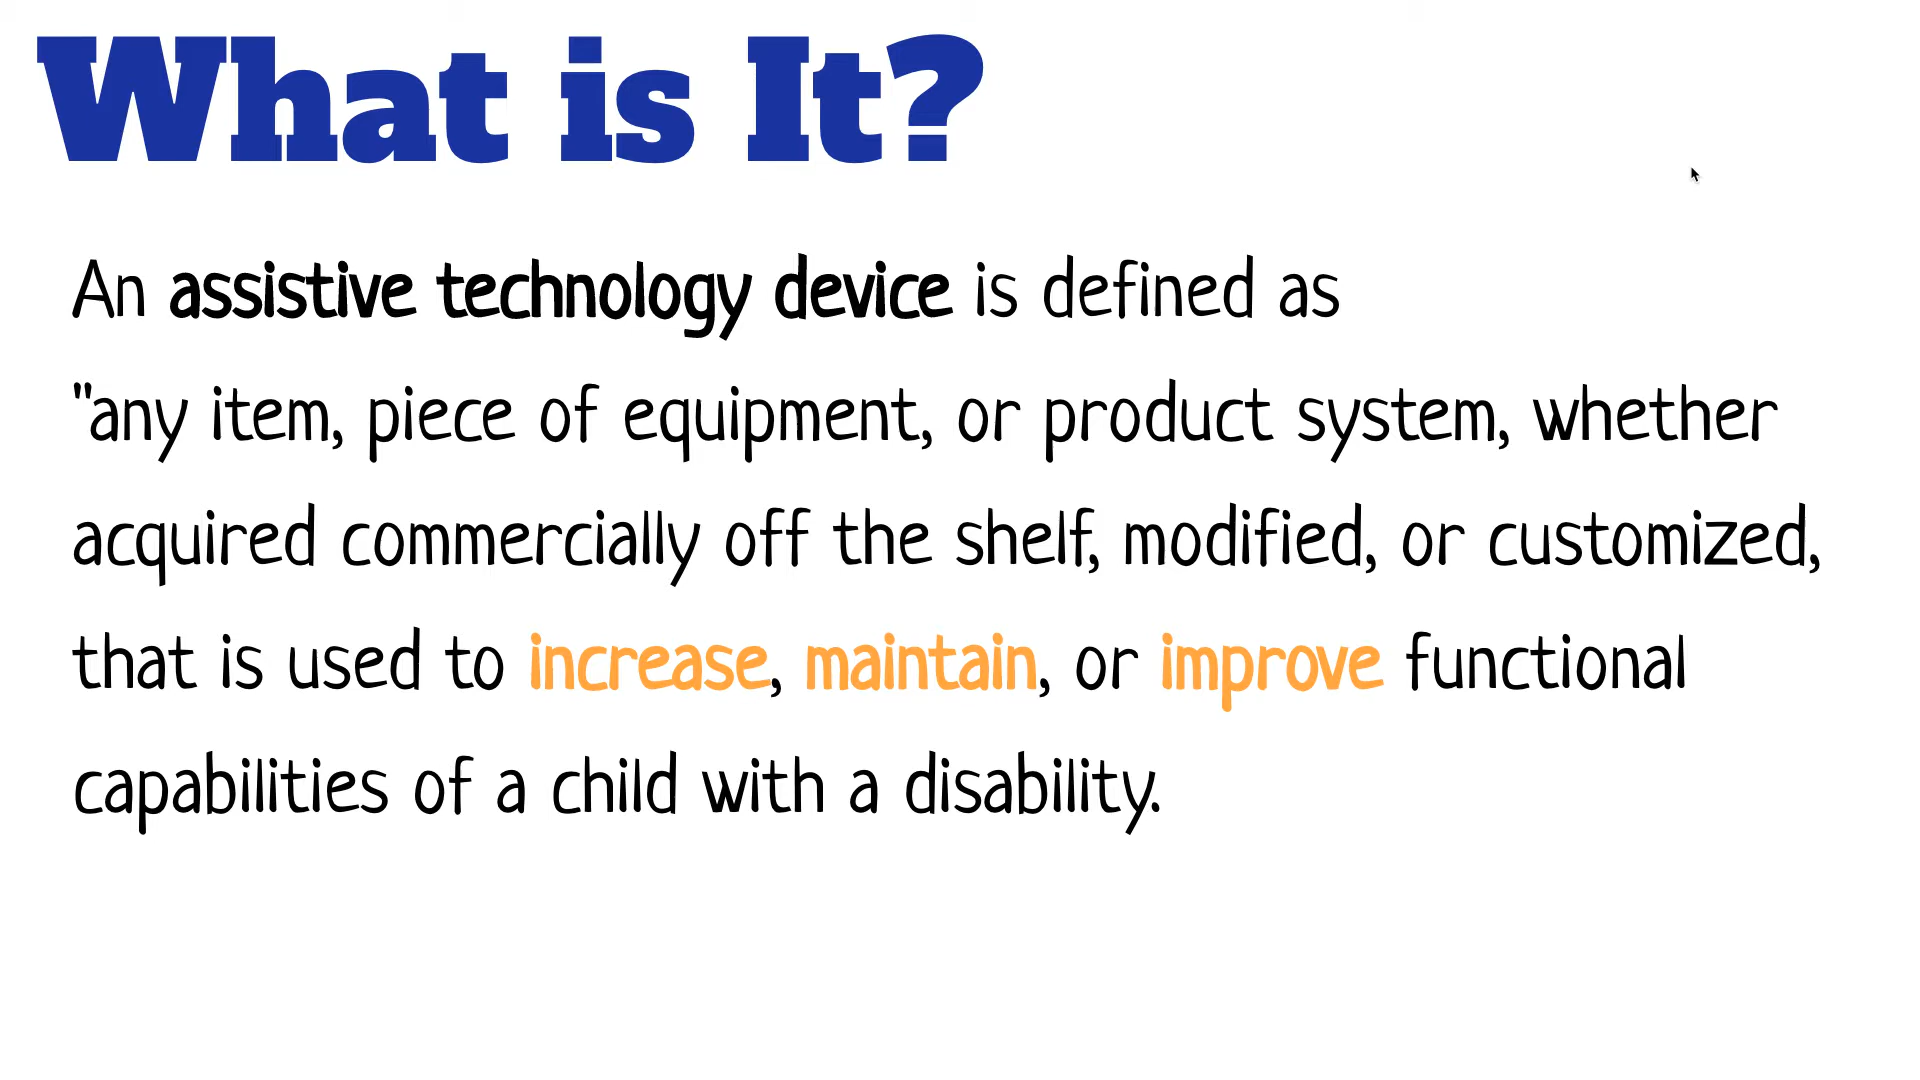 What is It?
An assistive technology device is defined as
"any item, piece of equipment, or product system, whether
acquired commercially off the shelf, modified, or customized,
that is used to increase, maintain, or improve functional
capabilities of a child with a disability.